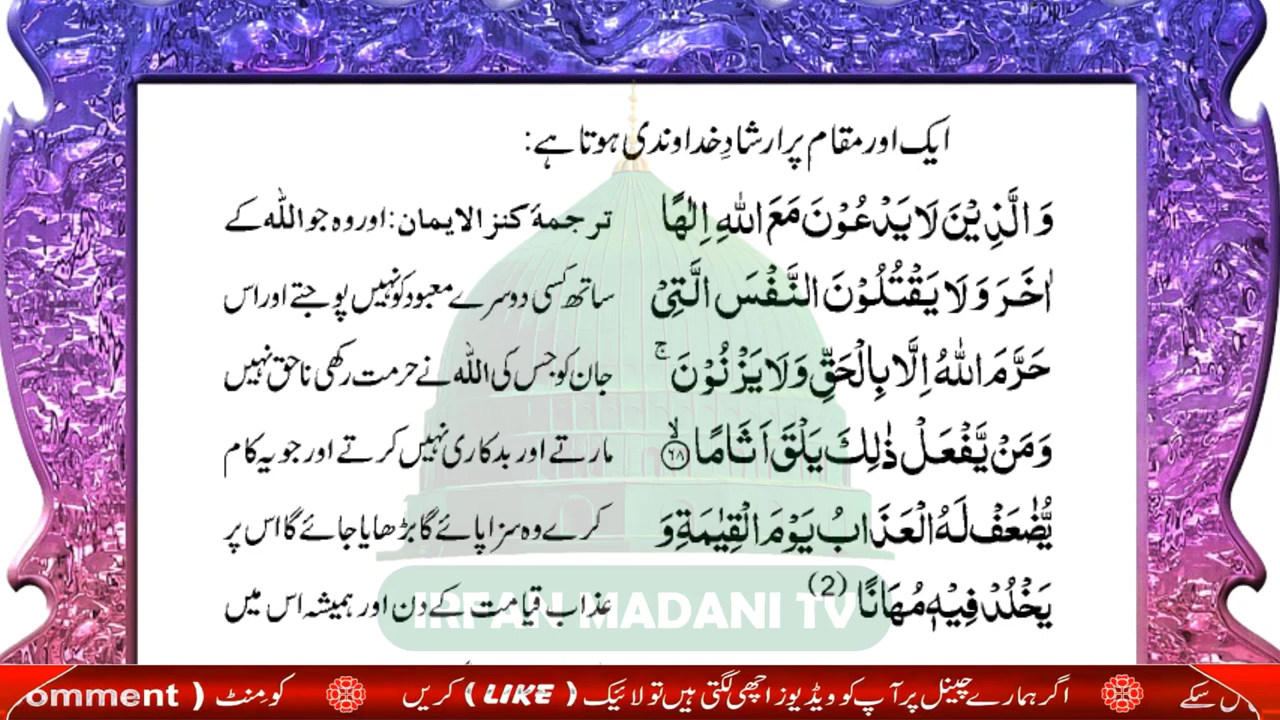 ایک اور مقام پر ارشادِ خداوندی ہوتا ہے:
وَ الَّذِیْنَ لَا یَدْعُوْنَ مَعَ اللّٰهِ اِلٰهًا
اٰخَرَ وَ لَا یَقْتُلُوْنَ النَّفْسَ الَّتِیْ
حَرَّمَ اللّٰهُ اِلَّا بِالْحَقِّ وَ لَا یَزْنُوْنَ ۚ
وَ مَنْ یَّفْعَلْ ذٰلِكَ یَلْقَ اَثَامًا ۙ۶۸
یُّضٰعَفْ لَهُ الْعَذَابُ یَوْمَ الْقِیٰمَةِ وَ
یَخْلُدْ فِیْهٖ مُهَانًا (2)
ترجمۂ کنز الایمان: اور وہ جو اللہ کے
ساتھ کسی دوسرے معبود کو نہیں پوجتے اور اس
جان کو جس کی اللہ نے حرمت رکھی ناحق نہیں
مارتے اور بدکاری نہیں کرتے اور جو یہ کام
کرے وہ سزا پائے گا بڑھایا جائے گا اس پر
عذاب قیامت کے دن اور ہمیشہ اس میں
IRFAN MADANI TV
سکے اگر ہمارے چینل پر آپ کو ویڈیوز اچھی لگتی ہیں تو لائیک ( LIKE ) کریں کومِنٹ ( omment